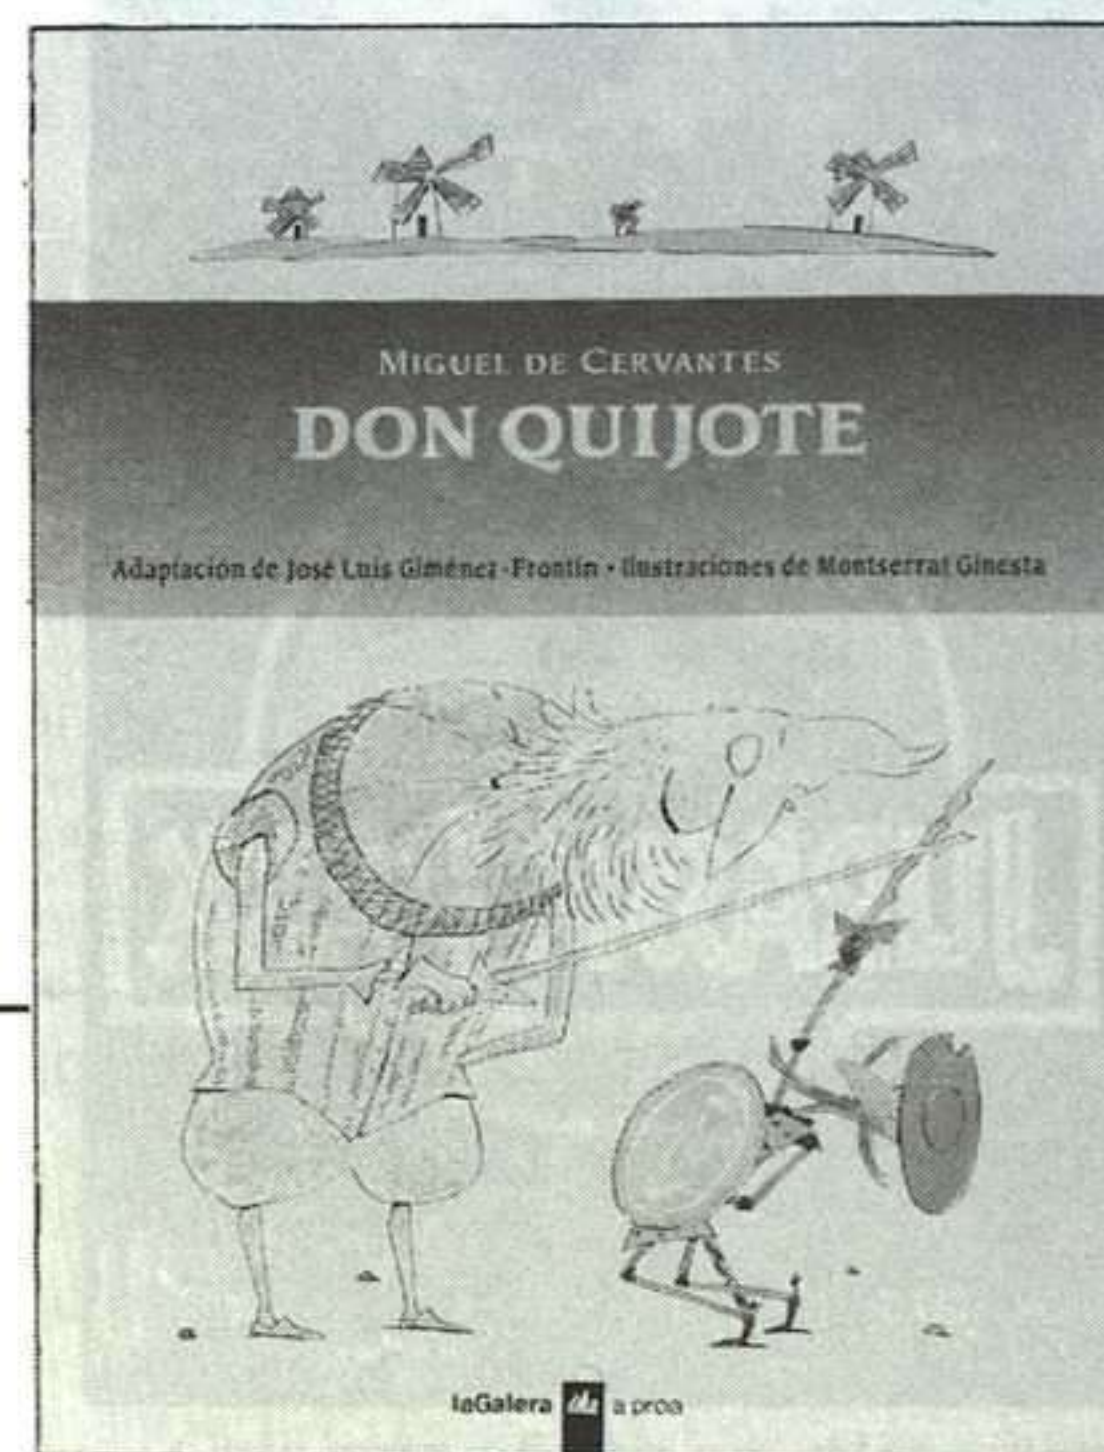 MIGUEL DE CERVANTES
DON QUIJOTE
Adaptación de José Luis Giménez-Frontín • Ilustraciones de Montserrat Ginesta
laGalera a proa